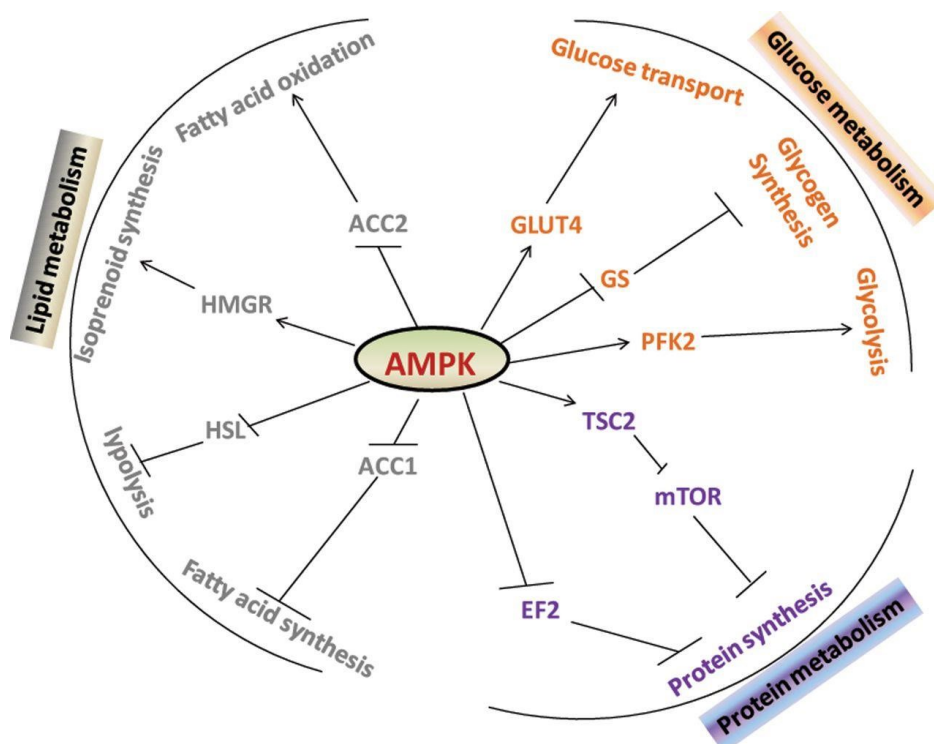 Lipid metabolism
Fatty acid oxidation
Isoprenoid synthesis
lypolysis
Fatty acid synthesis
ACC2
HMGR
HSL
ACC1
AMPK
Glucose metabolism
Glucose transport
Glycogen
Synthesis
Glycolysis
GLUT4
GS
PFK2
TSC2
mTOR
EF2
Protein synthesis
Protein metabolism